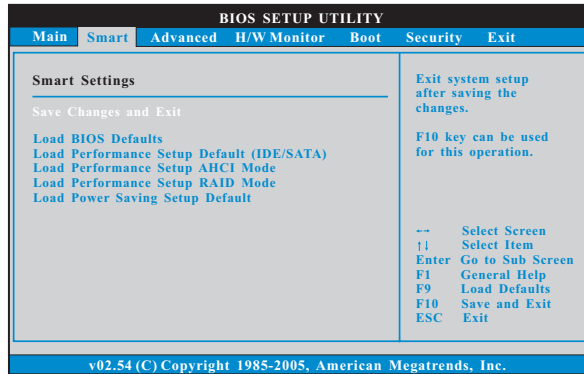 BIOS SETUP UTILITY
Main Smart Advanced H/W Monitor Boot Security Exit
Smart Settings
Save Changes and Exit
Load BIOS Defaults
Load Performance Setup Default (IDE/SATA)
Load Performance Setup AHCI Mode
Load Performance Setup RAID Mode
Load Power Saving Setup Default
Exit system setup
after saving the
changes.
F10 key can be used
for this operation.
←→ Select Screen
↑↓ Select Item
Enter Go to Sub Screen
F1 General Help
F9 Load Defaults
F10 Save and Exit
ESC Exit
v02.54 (C) Copyright 1985-2005, American Megatrends, Inc.